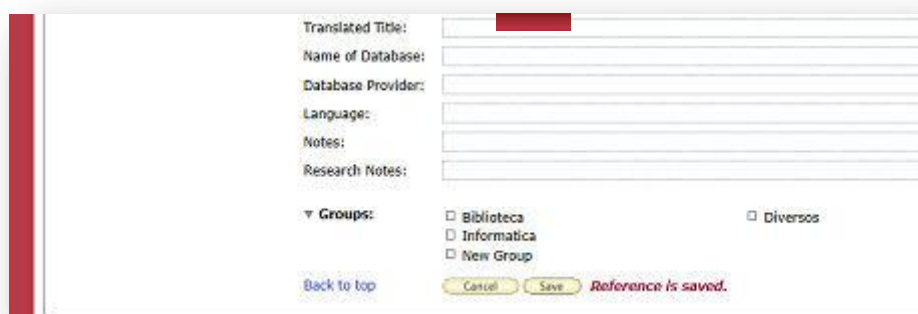 Translated Title:
Name of Database:
Database Provider:
Language:
Notes:
Research Notes:
Groups: Biblioteca Diversos
Informatica
New Group
Back to top Cancel Save Reference is saved.